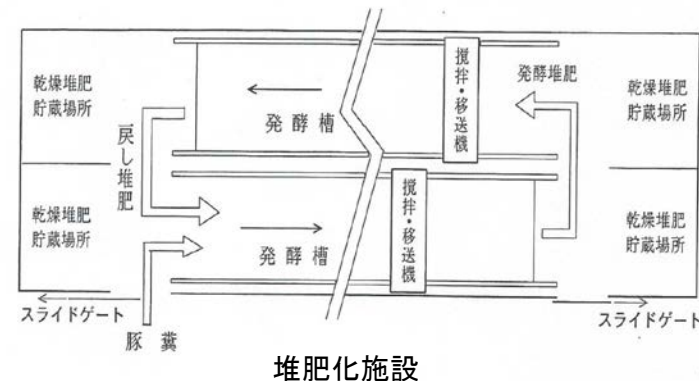 乾燥堆肥
貯蔵場所
戻し堆肥
乾燥堆肥
貯蔵場所
発酵槽
攪拌・移送機
発酵堆肥
乾燥堆肥
貯蔵場所
発酵槽
攪拌・移送機
乾燥堆肥
貯蔵場所
スライドゲート
豚糞
スライドゲート
堆肥化施設